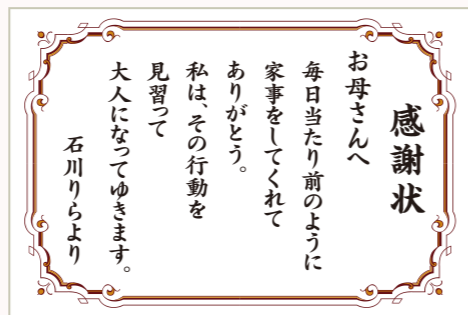 感謝状
お母さんへ
毎日当たり前のように
家事をしてくれて
ありがとう。
私は、その行動を
見習って
大人になってゆきます。
石川りらより